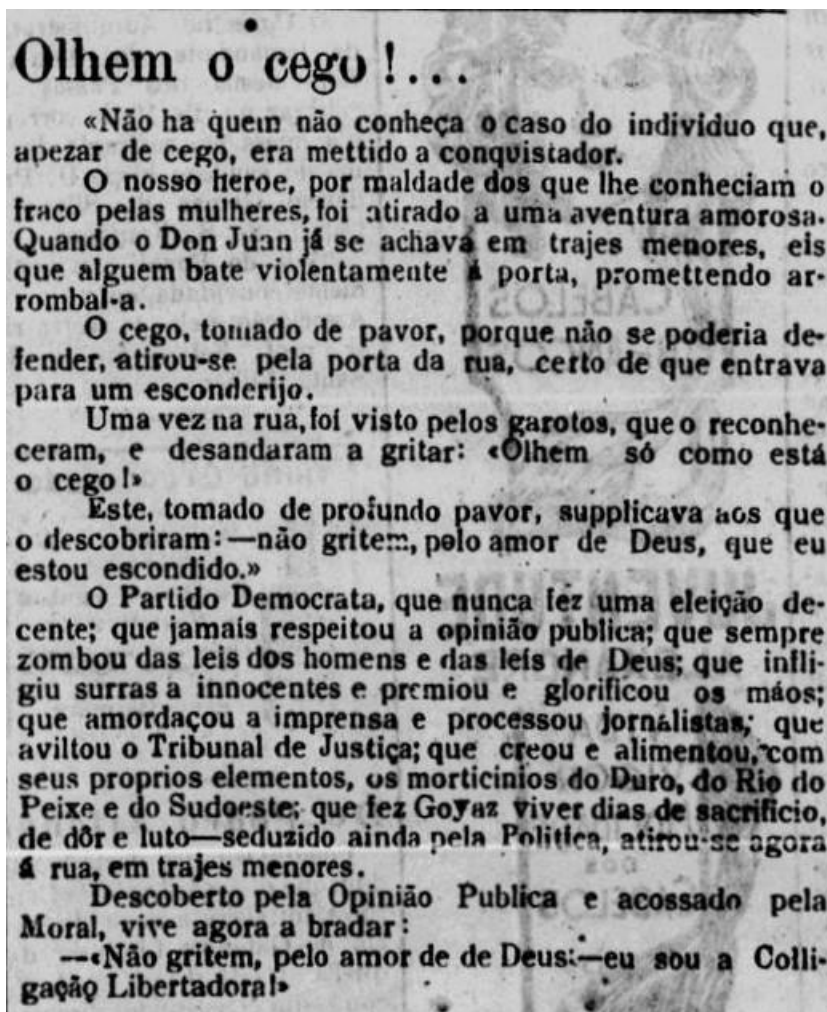 Olhem o cego!...
«Não ha quem não conheça o caso do individuo que,
apezar de cego, era mettido a conquistador.
O nosso heroe, por maldade dos que lhe conheciam o
fraco pelas mulheres, foi atirado a uma aventura amorosa.
Quando o Don Juan já se achava em trajes menores, eis
que alguem bate violentamente á porta, promettendo ar-
rombal-a.
O cego, tomado de pavor, porque não se poderia de-
fender, atirou-se pela porta da rua, certo de que entrava
para um esconderijo.
Uma vez na rua, foi visto pelos garotos, que o reconhe-
ceram, e desandaram a gritar: «Olhem só como está
o cego!»
Este, tomado de profundo pavor, supplicava aos que
o descobriram:—não gritem, pelo amor de Deus, que eu
estou escondido.»
O Partido Democrata, que nunca fez uma eleição de-
cente; que jamais respeitou a opinião publica; que sempre
zombou das leis dos homens e das leis de Deus; que infli-
giu surras a innocentes e premiou e glorificou os máos;
que amordaçou a imprensa e processou jornalistas; que
aviltou o Tribunal de Justiça; que creou e alimentou, com
seus proprios elementos, os morticinios do Duro, do Rio do
Peixe e do Sudoeste; que fez Goyaz viver dias de sacrificio,
de dôr e luto—seduzido ainda pela Politica, atirou-se agora
á rua, em trajes menores.
Descoberto pela Opinião Publica e acossado pela
Moral, vive agora a bradar:
—«Não gritem, pelo amor de de Deus:—eu sou a Colli-
gação Libertadora!»